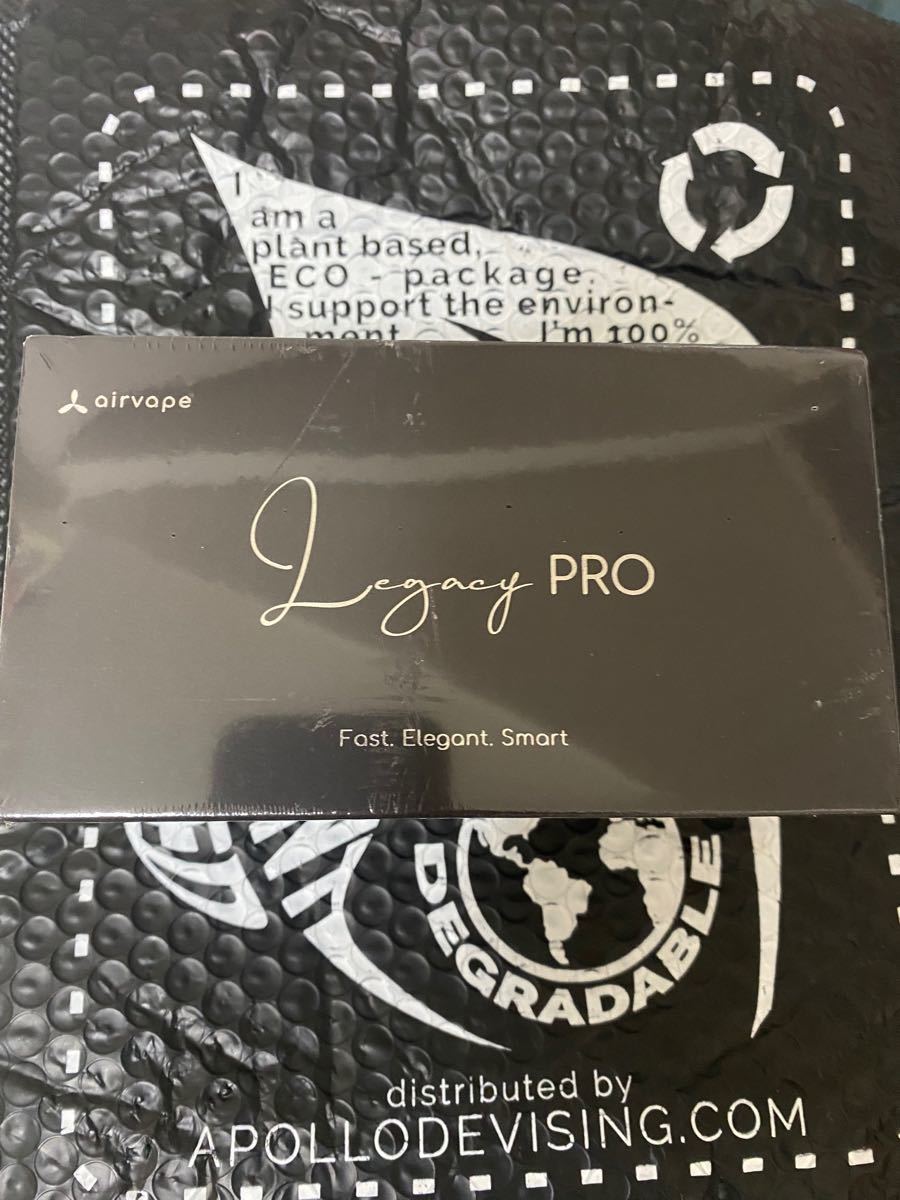 I
am a
plant based,
ECO - package.
I support the environ-
ment I'm 100%
airvape
Legacy PRO
Fast. Elegant. Smart
DEGRADABLE
distributed by
APOLLODEVISING.COM